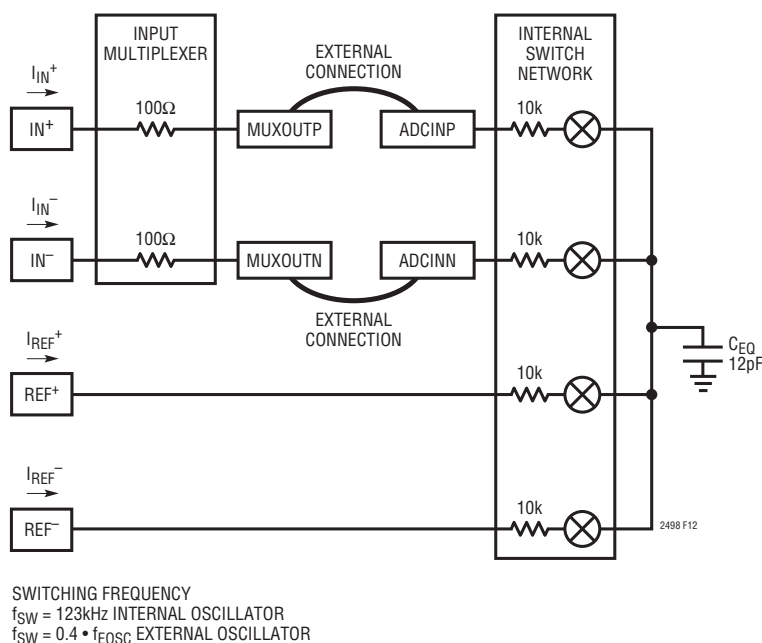 INPUT
MULTIPLEXER
EXTERNAL
CONNECTION
INTERNAL
SWITCH
NETWORK
IIN+
IN+
100Ω
MUXOUTP
ADCINP
10k
IIN−
IN−
100Ω
MUXOUTN
ADCINN
10k
EXTERNAL
CONNECTION
IREF+
REF+
10k
CEQ
12pF
IREF−
REF−
10k
2498 F12
SWITCHING FREQUENCY
fSW = 123kHz INTERNAL OSCILLATOR
fSW = 0.4 • fEOSC EXTERNAL OSCILLATOR